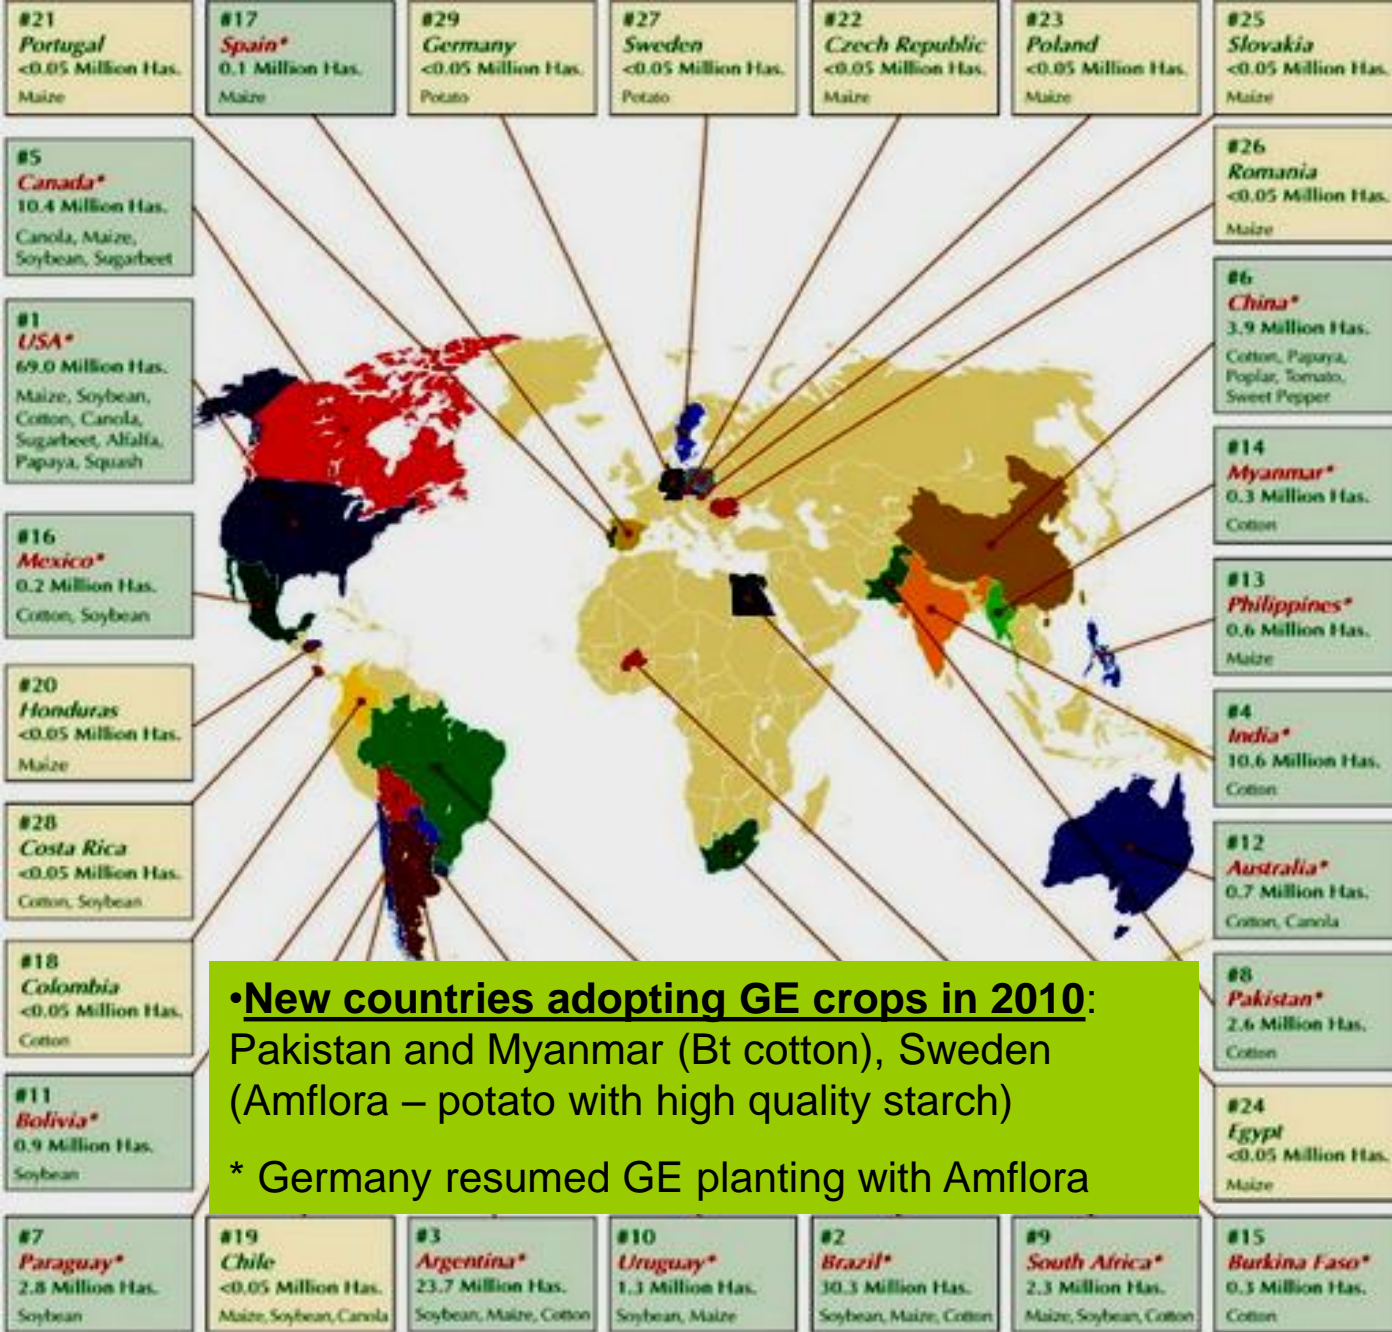 #21
Portugal
<0.05 Million Has.
Maize
#17
Spain*
0.1 Million Has.
Maize
#29
Germany
<0.05 Million Has.
Potato
#27
Sweden
<0.05 Million Has.
Potato
#22
Czech Republic
<0.05 Million Has.
Maize
#23
Poland
<0.05 Million Has.
Maize
#25
Slovakia
<0.05 Million Has.
Maize
#5
Canada*
10.4 Million Has.
Canola, Maize,
Soybean, Sugarbeet
#1
USA*
69.0 Million Has.
Maize, Soybean,
Cotton, Canola,
Sugarbeet, Alfalfa,
Papaya, Squash
#16
Mexico*
0.2 Million Has.
Cotton, Soybean
#20
Honduras
<0.05 Million Has.
Maize
#28
Costa Rica
<0.05 Million Has.
Cotton, Soybean
#18
Colombia
<0.05 Million Has.
Cotton
#11
Bolivia*
0.9 Million Has.
Soybean
#26
Romania
<0.05 Million Has.
Maize
#6
China*
3.9 Million Has.
Cotton, Papaya,
Poplar, Tomato,
Sweet Pepper
#14
Myanmar*
0.3 Million Has.
Cotton
#13
Philippines*
0.6 Million Has.
Maize
#4
India*
10.6 Million Has.
Cotton
#12
Australia*
0.7 Million Has.
Cotton, Canola
#8
Pakistan*
2.6 Million Has.
Cotton
#24
Egypt
<0.05 Million Has.
Maize
•New countries adopting GE crops in 2010:
Pakistan and Myanmar (Bt cotton), Sweden
(Amflora – potato with high quality starch)
* Germany resumed GE planting with Amflora
#7
Paraguay*
2.8 Million Has.
Soybean
#19
Chile
<0.05 Million Has.
Maize, Soybean, Canola
#3
Argentina*
23.7 Million Has.
Soybean, Maize, Cotton
#10
Uruguay*
1.3 Million Has.
Soybean, Maize
#2
Brazil*
30.3 Million Has.
Soybean, Maize, Cotton
#9
South Africa*
2.3 Million Has.
Maize, Soybean, Cotton
#15
Burkina Faso*
0.3 Million Has.
Cotton